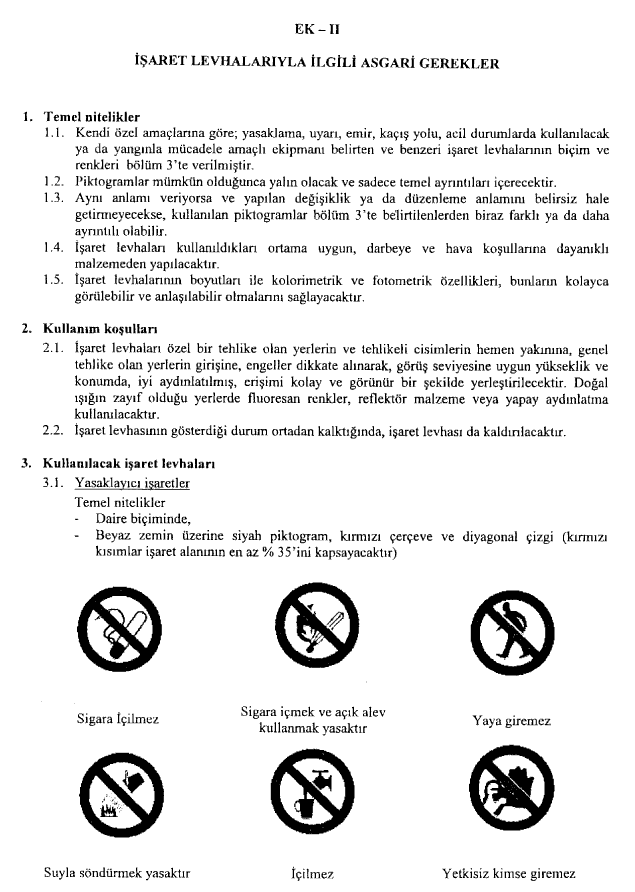 EK – II
İŞARET LEVHALARIYLA İLGİLİ ASGARİ GEREKLER
1. Temel nitelikler
1.1. Kendi özel amaçlarına göre; yasaklama, uyarı, emir, kaçış yolu, acil durumlarda kullanılacak
ya da yangınla mücadele amaçlı ekipmanı belirten ve benzeri işaret levhalarının biçim ve
renkleri bölüm 3’te verilmiştir.
1.2. Piktogramlar mümkün olduğunca yalın olacak ve sadece temel ayrıntıları içerecektir.
1.3. Aynı anlamı veriyorsa ve yapılan değişiklik ya da düzenleme anlamını belirsiz hale
getirmeyecekse, kullanılan piktogramlar bölüm 3’te belirtilenlerden biraz farklı ya da daha
ayrıntılı olabilir.
1.4. İşaret levhaları kullanıldıkları ortama uygun, darbeye ve hava koşullarına dayanıklı
malzemeden yapılacaktır.
1.5. İşaret levhalarının boyutları ile kolorimetrik ve fotometrik özellikleri, bunların kolayca
görülebilir ve anlaşılabilir olmalarını sağlayacaktır.
2. Kullanım koşulları
2.1. İşaret levhaları özel bir tehlike olan yerlerin ve tehlikeli cisimlerin hemen yakınına, genel
tehlike olan yerlerin girişine, engeller dikkate alınarak, görüş seviyesine uygun yükseklik ve
konumda, iyi aydınlatılmış, erişimi kolay ve görünür bir şekilde yerleştirilecektir. Doğal
ışığın zayıf olduğu yerlerde fluoresan renkler, reflektör malzeme veya yapay aydınlatma
kullanılacaktır.
2.2. İşaret levhasının gösterdiği durum ortadan kalktığında, işaret levhası da kaldırılacaktır.
3. Kullanılacak işaret levhaları
3.1. Yasaklayıcı işaretler
Temel nitelikler
- Daire biçiminde,
- Beyaz zemin üzerine siyah piktogram, kırmızı çerçeve ve diyagonal çizgi (kırmızı
kısımlar işaret alanının en az % 35’ini kapsayacaktır)
Sigara İçilmez
Sigara içmek ve açık alev
kullanmak yasaktır
Yaya giremez
Suyla söndürmek yasaktır
İçilmez
Yetkisiz kimse giremez